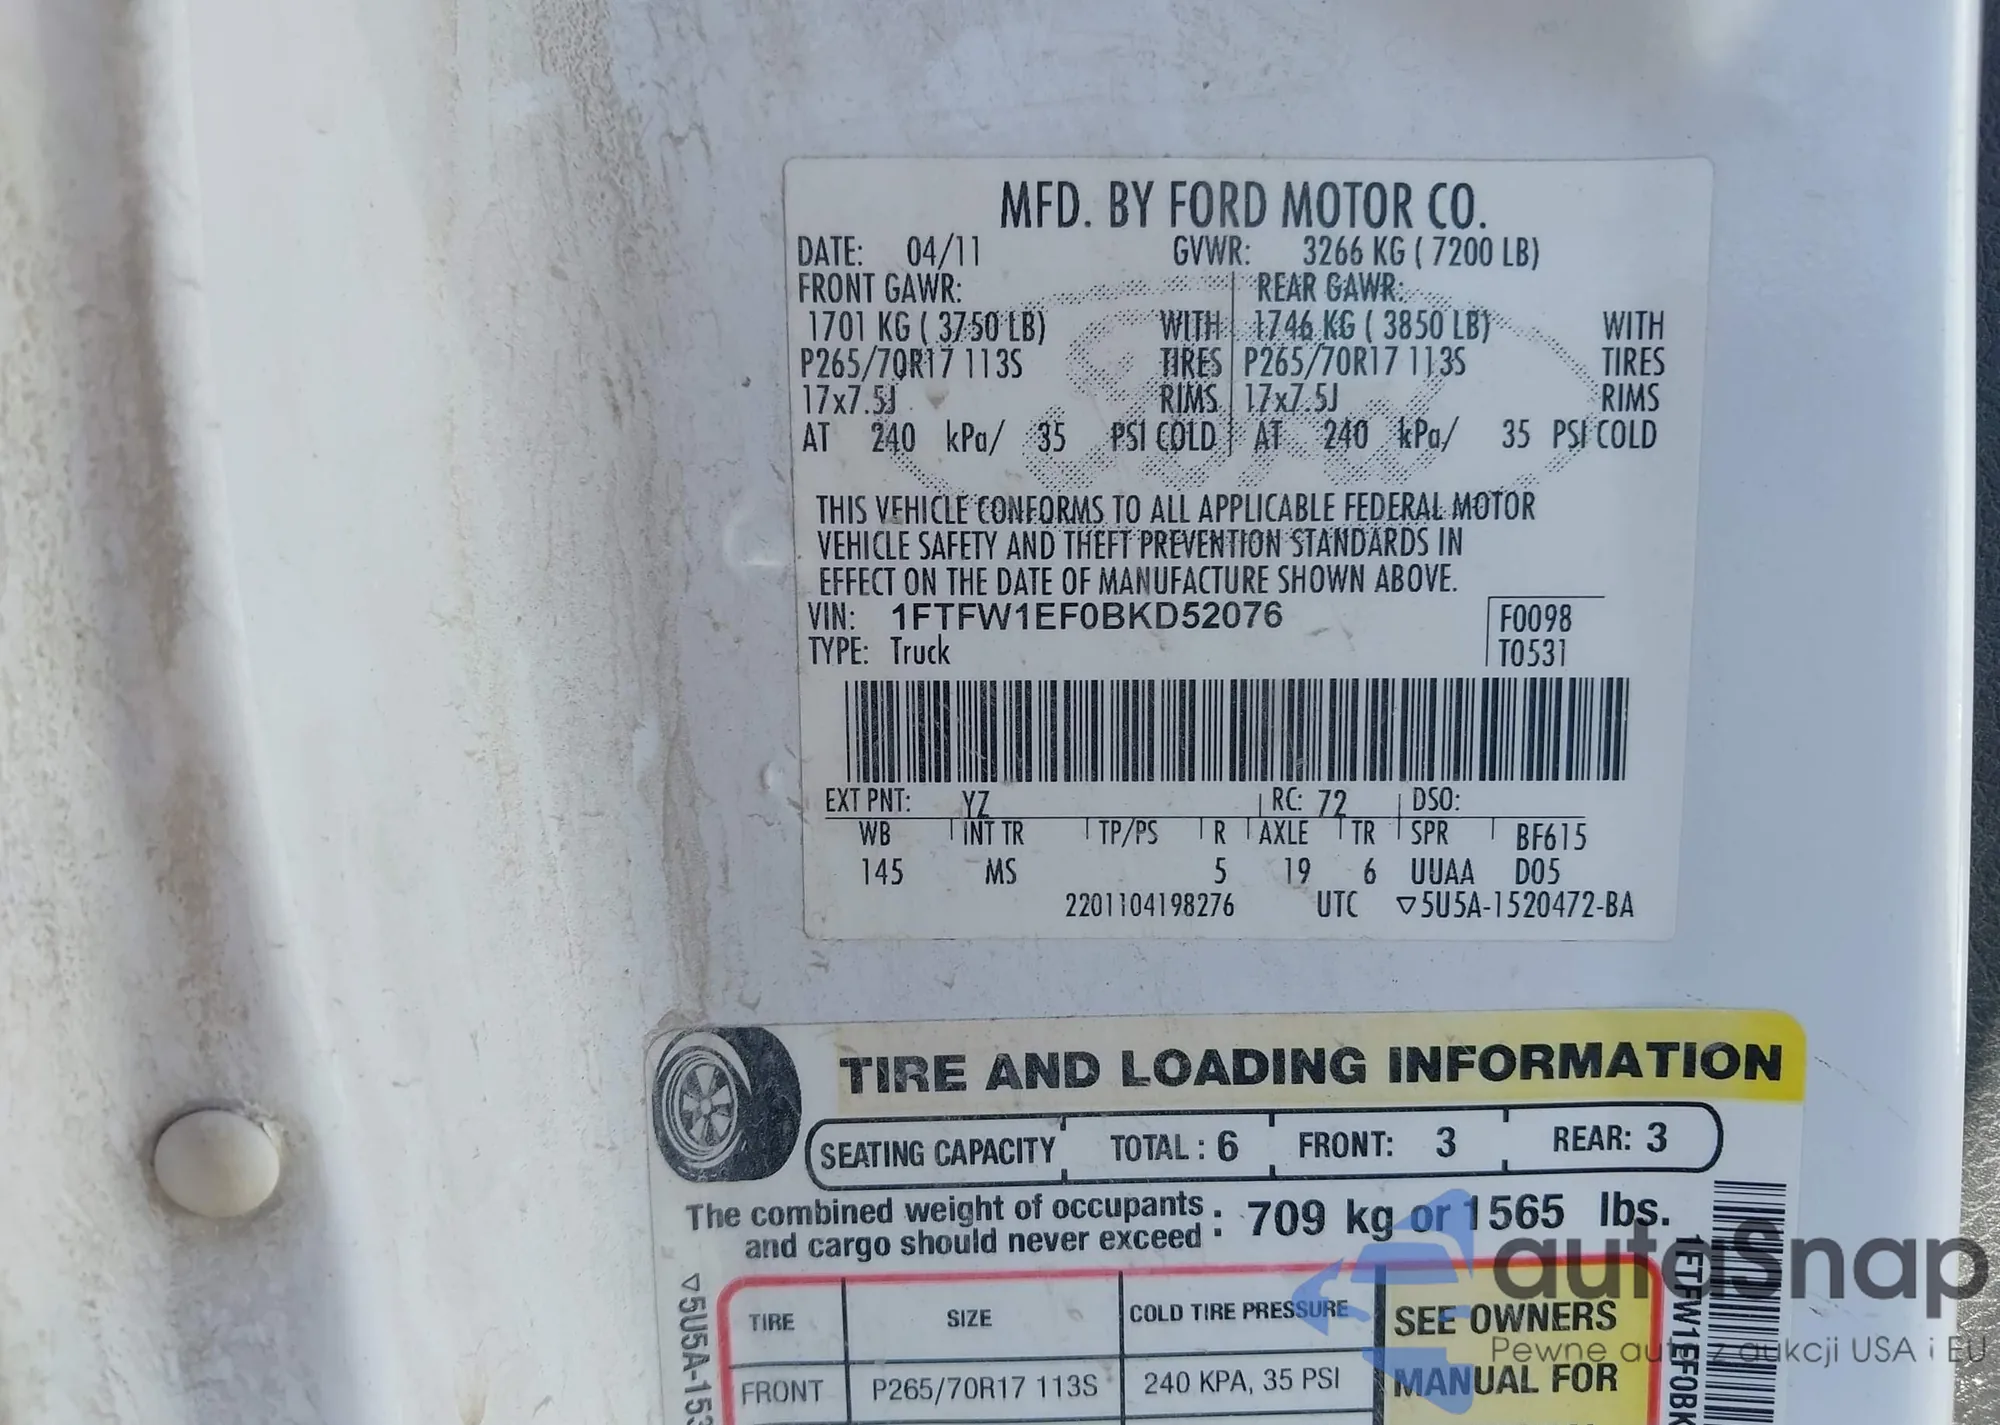 MFD. BY FORD MOTOR CO.
DATE: 04/11 GVWR: 3266 KG ( 7200 LB)
FRONT GAWR: REAR GAWR:
1701 KG ( 3750 LB) WITH 1746 KG ( 3850 LB) WITH
P265/70R17 113S TIRES P265/70R17 113S TIRES
17x7.5J RIMS 17x7.5J RIMS
AT 240 kPa/ 35 PSI COLD AT 240 kPa/ 35 PSI COLD
THIS VEHICLE CONFORMS TO ALL APPLICABLE FEDERAL MOTOR
VEHICLE SAFETY AND THEFT PREVENTION STANDARDS IN
EFFECT ON THE DATE OF MANUFACTURE SHOWN ABOVE.
VIN: 1FTFW1EF0BKD52076 F0098
TYPE: Truck T0531
EXT PNT: YZ RC: 72 DSO:
WB INT TR TP/PS R AXLE TR SPR BF615
145 MS 5 19 6 UUAA D05
2201104198276 UTC ▽5U5A-1520472-BA
TIRE AND LOADING INFORMATION
SEATING CAPACITY TOTAL : 6 FRONT: 3 REAR: 3
The combined weight of occupants
and cargo should never exceed : 709 kg or 1565 lbs.
TIRE SIZE COLD TIRE PRESSURE SEE OWNERS
FRONT P265/70R17 113S 240 KPA, 35 PSI MANUAL FOR
▽5U5A-153
1FTFW1EF0BK
autaSnap
Pewne auta z aukcji USA i EU